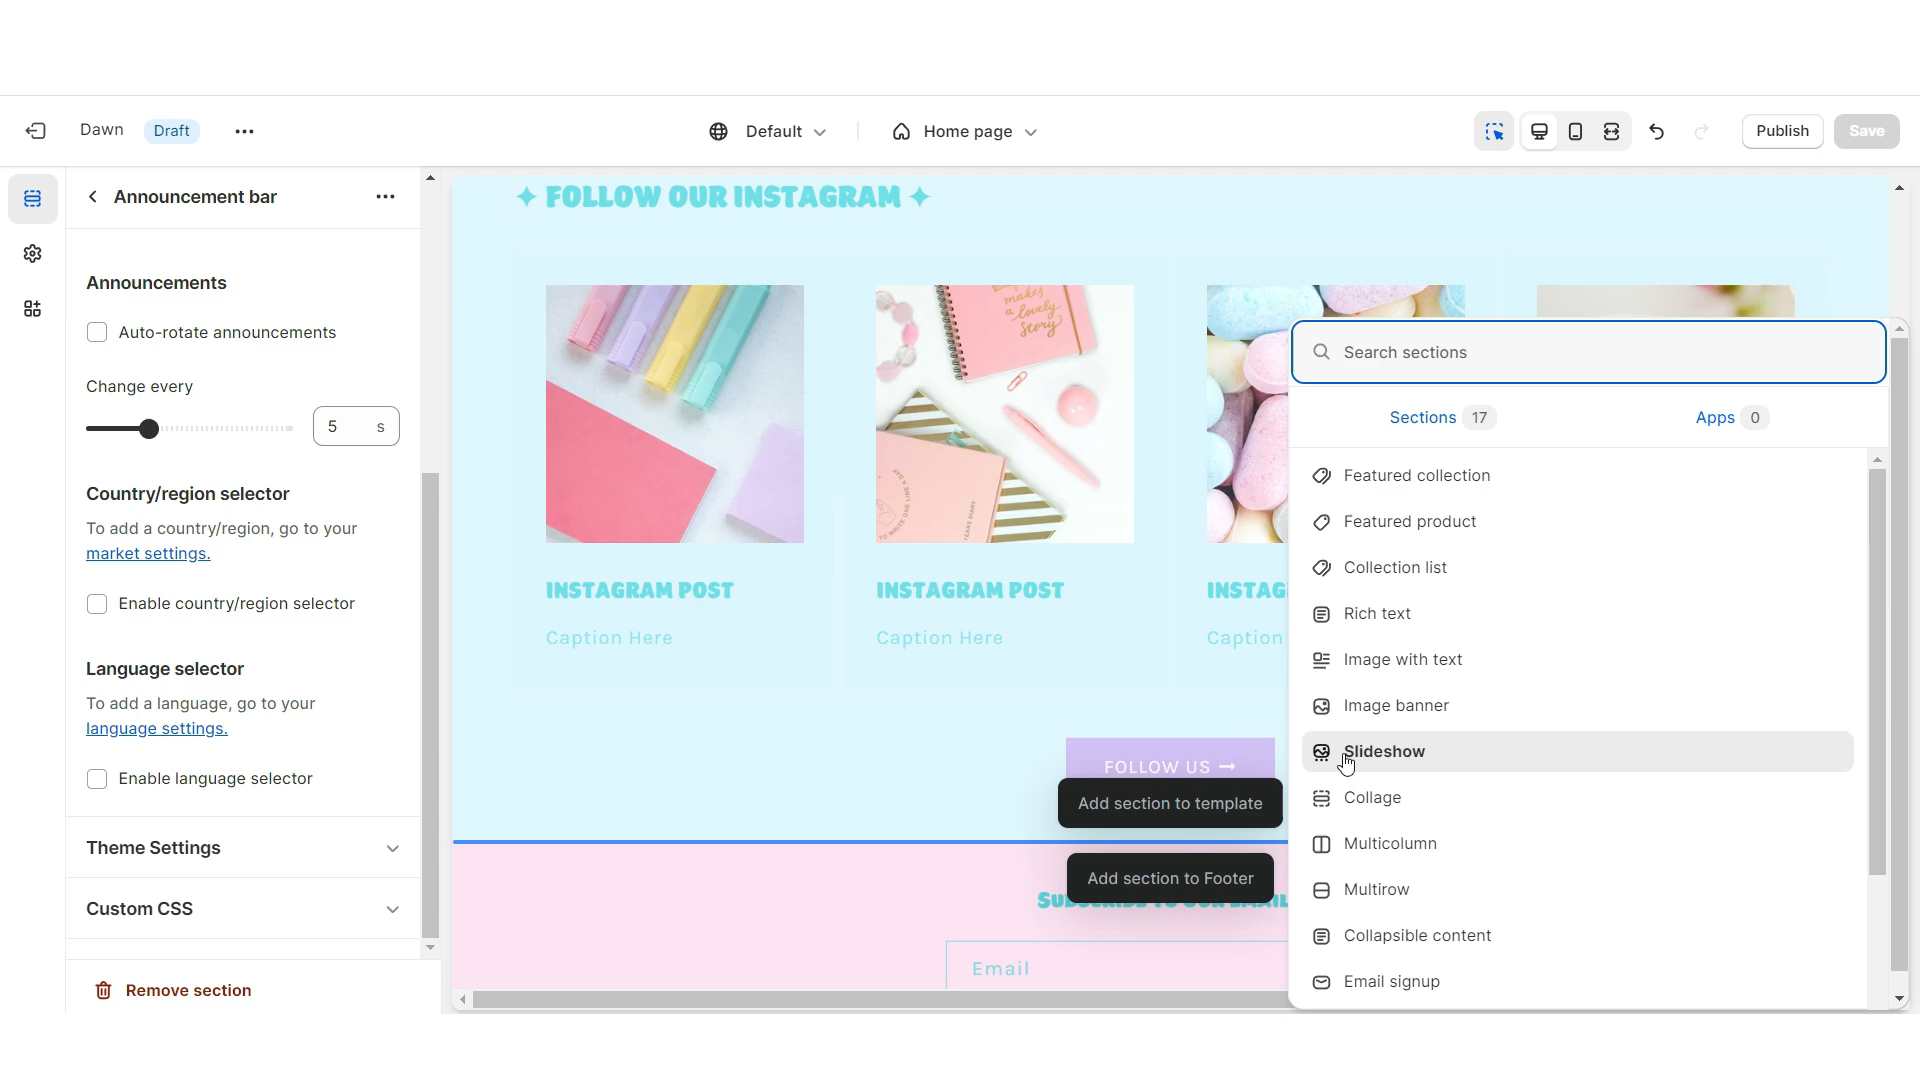 Dawn
Draft
Default
Home page
Publish
Save
Announcement bar
Announcements
Auto-rotate announcements
Change every
5 s
Country/region selector
To add a country/region, go to your
market settings.
Enable country/region selector
Language selector
To add a language, go to your
language settings.
Enable language selector
Theme Settings
Custom CSS
Remove section
✦ FOLLOW OUR INSTAGRAM ✦
makes
a lovely
story
INSTAGRAM POST
Caption Here
INSTAGRAM POST
Caption Here
INSTAG
Caption
FOLLOW US →
Add section to template
Add section to Footer
Email
Search sections
Sections 17
Apps 0
Featured collection
Featured product
Collection list
Rich text
Image with text
Image banner
Slideshow
Collage
Multicolumn
Multirow
Collapsible content
Email signup